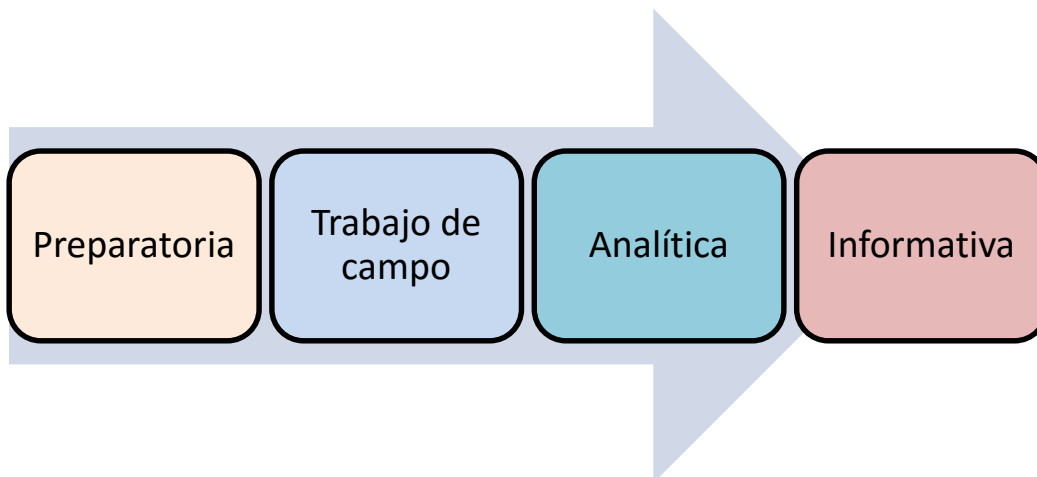 Preparatoria
Trabajo de
campo
Analítica
Informativa